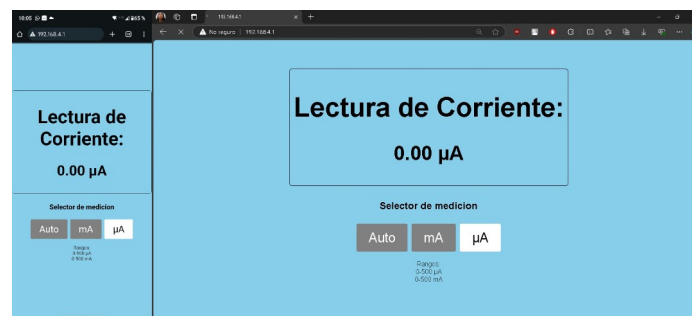 10:05
65 %
192.168.4.1
Lectura de
Corriente:
0.00 µA
Selector de medicion
Auto mA µA
Rangos:
0-500 µA
0-500 mA
192.168.4.1
No seguro 192.168.4.1
Lectura de Corriente:
0.00 µA
Selector de medicion
Auto mA µA
Rangos:
0-500 µA
0-500 mA